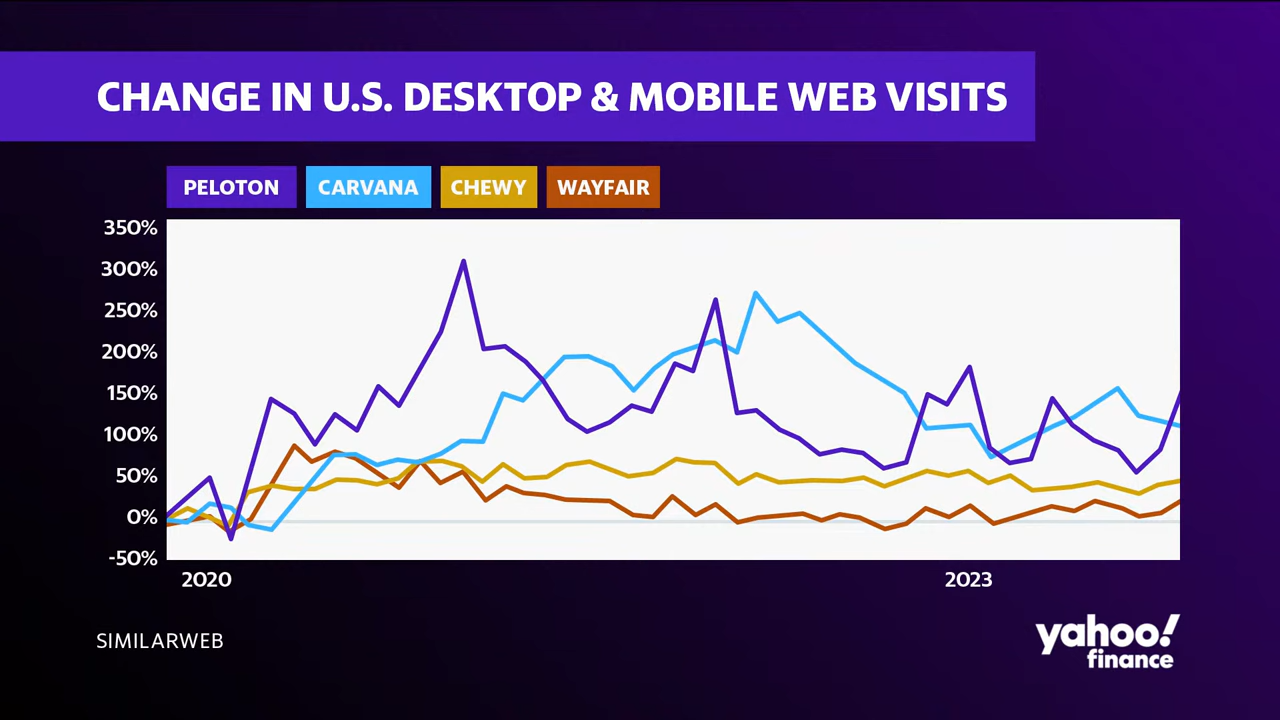 CHANGE IN U.S. DESKTOP & MOBILE WEB VISITS
PELOTON CARVANA CHEWY WAYFAIR
350%
300%
250%
200%
150%
100%
50%
0%
-50%
2020 2023
SIMILARWEB
yahoo!
finance